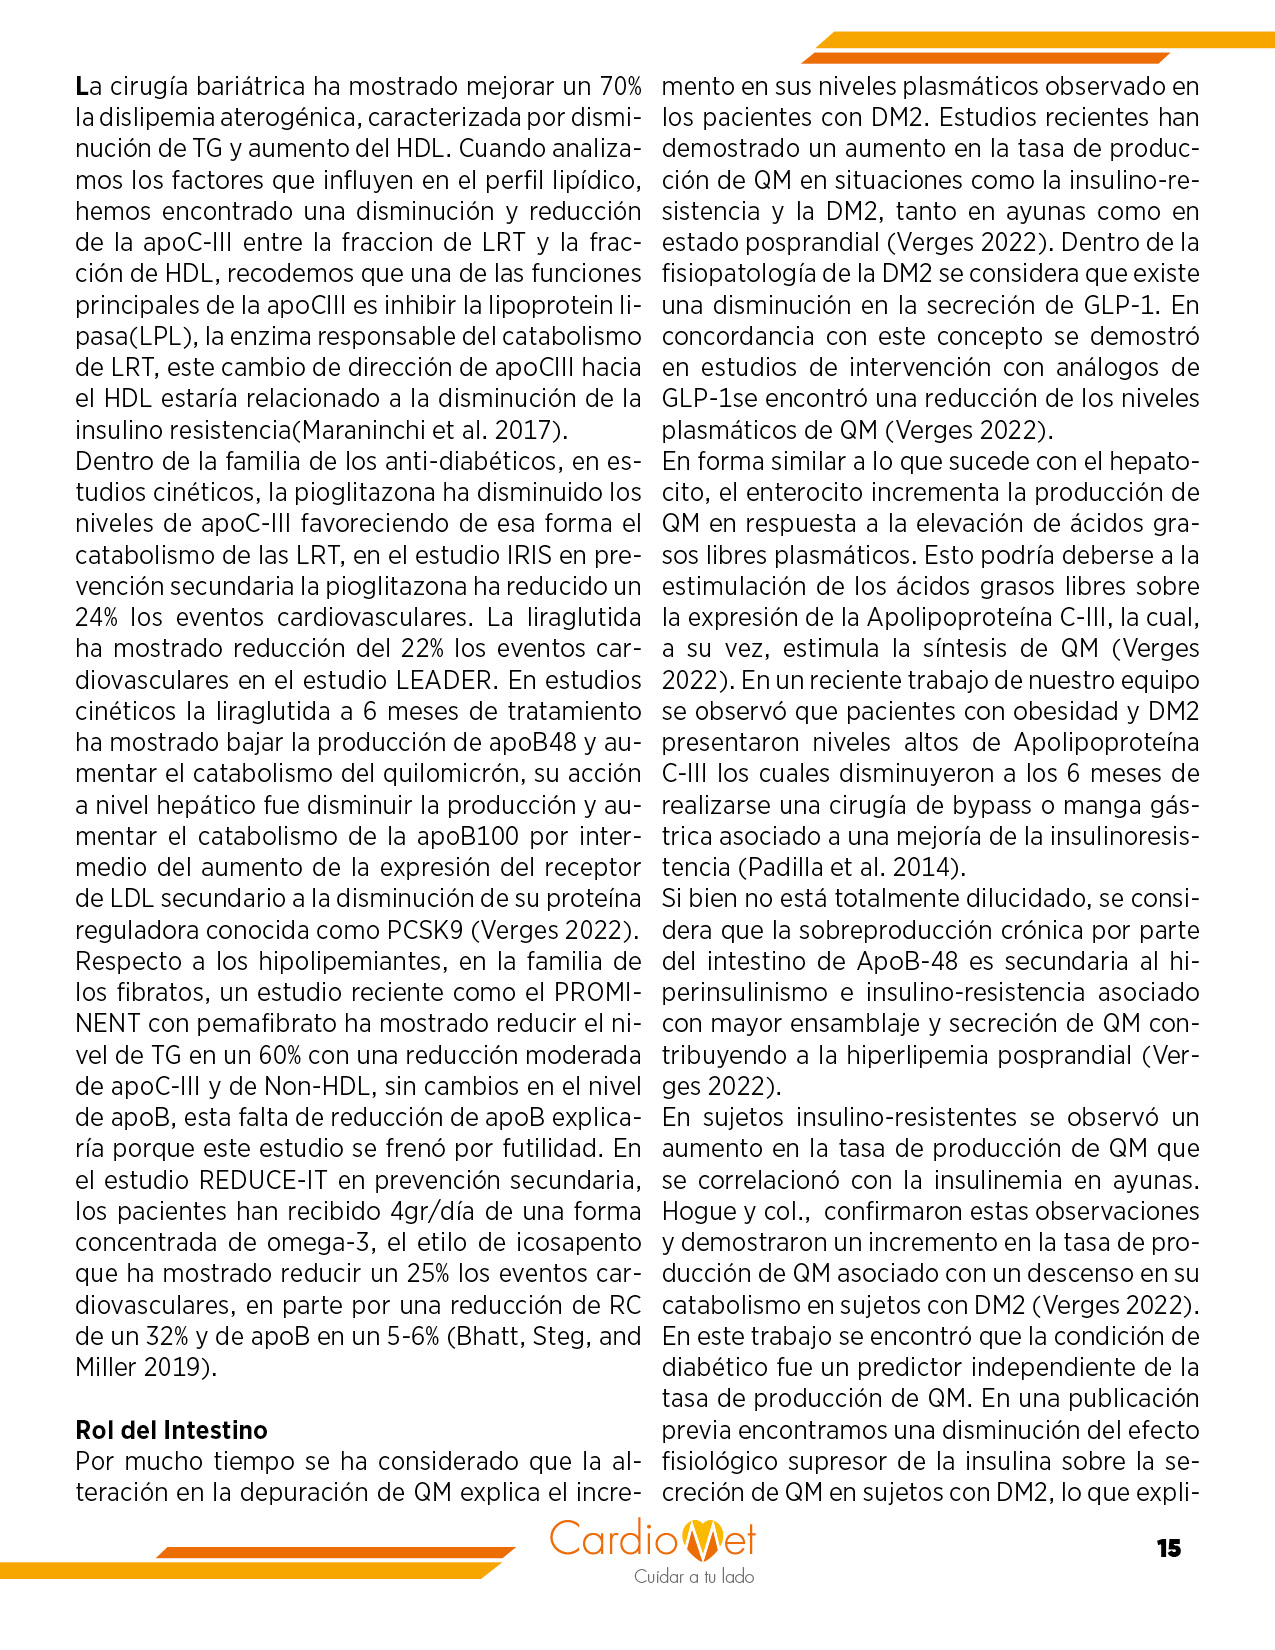 La cirugía bariátrica ha mostrado mejorar un 70%
la dislipemia aterogénica, caracterizada por dismi-
nución de TG y aumento del HDL. Cuando analiza-
mos los factores que influyen en el perfil lipídico,
hemos encontrado una disminución y reducción
de la apoC-III entre la fraccion de LRT y la frac-
ción de HDL, recodemos que una de las funciones
principales de la apoCIII es inhibir la lipoprotein li-
pasa(LPL), la enzima responsable del catabolismo
de LRT, este cambio de dirección de apoCIII hacia
el HDL estaría relacionado a la disminución de la
insulino resistencia(Maraninchi et al. 2017).
Dentro de la familia de los anti-diabéticos, en es-
tudios cinéticos, la pioglitazona ha disminuido los
niveles de apoC-III favoreciendo de esa forma el
catabolismo de las LRT, en el estudio IRIS en pre-
vención secundaria la pioglitazona ha reducido un
24% los eventos cardiovasculares. La liraglutida
ha mostrado reducción del 22% los eventos car-
diovasculares en el estudio LEADER. En estudios
cinéticos la liraglutida a 6 meses de tratamiento
ha mostrado bajar la producción de apoB48 y au-
mentar el catabolismo del quilomicrón, su acción
a nivel hepático fue disminuir la producción y au-
mentar el catabolismo de la apoB100 por inter-
medio del aumento de la expresión del receptor
de LDL secundario a la disminución de su proteína
reguladora conocida como PCSK9 (Verges 2022).
Respecto a los hipolipemiantes, en la familia de
los fibratos, un estudio reciente como el PROMI-
NENT con pemafibrato ha mostrado reducir el ni-
vel de TG en un 60% con una reducción moderada
de apoC-III y de Non-HDL, sin cambios en el nivel
de apoB, esta falta de reducción de apoB explica-
ría porque este estudio se frenó por futilidad. En
el estudio REDUCE-IT en prevención secundaria,
los pacientes han recibido 4gr/día de una forma
concentrada de omega-3, el etilo de icosapento
que ha mostrado reducir un 25% los eventos car-
diovasculares, en parte por una reducción de RC
de un 32% y de apoB en un 5-6% (Bhatt, Steg, and
Miller 2019).
Rol del Intestino
Por mucho tiempo se ha considerado que la al-
teración en la depuración de QM explica el incre-
mento en sus niveles plasmáticos observado en
los pacientes con DM2. Estudios recientes han
demostrado un aumento en la tasa de produc-
ción de QM en situaciones como la insulino-re-
sistencia y la DM2, tanto en ayunas como en
estado posprandial (Verges 2022). Dentro de la
fisiopatología de la DM2 se considera que existe
una disminución en la secreción de GLP-1. En
concordancia con este concepto se demostró
en estudios de intervención con análogos de
GLP-1se encontró una reducción de los niveles
plasmáticos de QM (Verges 2022).
En forma similar a lo que sucede con el hepato-
cito, el enterocito incrementa la producción de
QM en respuesta a la elevación de ácidos gra-
sos libres plasmáticos. Esto podría deberse a la
estimulación de los ácidos grasos libres sobre
la expresión de la Apolipoproteína C-III, la cual,
a su vez, estimula la síntesis de QM (Verges
2022). En un reciente trabajo de nuestro equipo
se observó que pacientes con obesidad y DM2
presentaron niveles altos de Apolipoproteína
C-III los cuales disminuyeron a los 6 meses de
realizarse una cirugía de bypass o manga gás-
trica asociado a una mejoría de la insulinoresis-
tencia (Padilla et al. 2014).
Si bien no está totalmente dilucidado, se consi-
dera que la sobreproducción crónica por parte
del intestino de ApoB-48 es secundaria al hi-
perinsulinismo e insulino-resistencia asociado
con mayor ensamblaje y secreción de QM con-
tribuyendo a la hiperlipemia posprandial (Ver-
ges 2022).
En sujetos insulino-resistentes se observó un
aumento en la tasa de producción de QM que
se correlacionó con la insulinemia en ayunas.
Hogue y col., confirmaron estas observaciones
y demostraron un incremento en la tasa de pro-
ducción de QM asociado con un descenso en su
catabolismo en sujetos con DM2 (Verges 2022).
En este trabajo se encontró que la condición de
diabético fue un predictor independiente de la
tasa de producción de QM. En una publicación
previa encontramos una disminución del efecto
fisiológico supresor de la insulina sobre la se-
creción de QM en sujetos con DM2, lo que expli-
CardioMet
Cuidar a tu lado
15